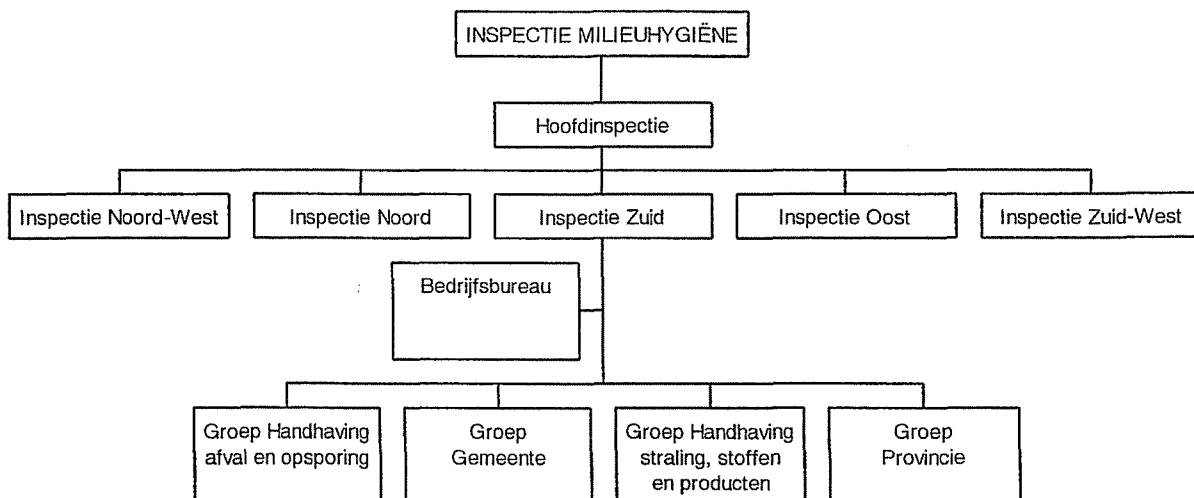 INSPECTIE MILIEUHYGIËNE
Hoofdinspectie
Inspectie Noord-West
Inspectie Noord
Inspectie Zuid
Inspectie Oost
Inspectie Zuid-West
Bedrijfsbureau
Groep Handhaving
afval en opsporing
Groep
Gemeente
Groep Handhaving
straling, stoffen
en producten
Groep
Provincie